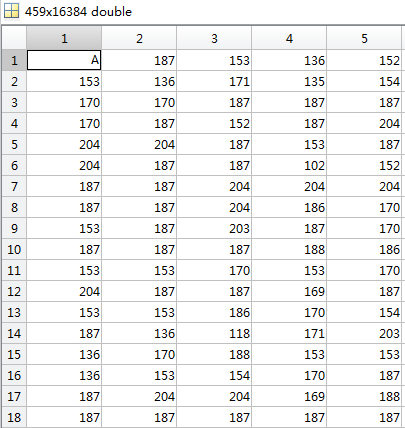 459x16384 double
1 2 3 4 5
1 A 187 153 136 152
2 153 136 171 135 154
3 170 170 187 187 187
4 170 187 152 187 204
5 204 204 187 153 187
6 204 187 187 102 152
7 187 187 204 204 204
8 187 187 204 186 170
9 153 187 203 187 170
10 187 187 187 188 186
11 153 153 170 153 170
12 204 187 187 169 187
13 153 153 186 170 154
14 187 136 118 171 203
15 136 170 188 153 153
16 136 153 154 170 187
17 187 204 204 169 188
18 187 187 187 187 187